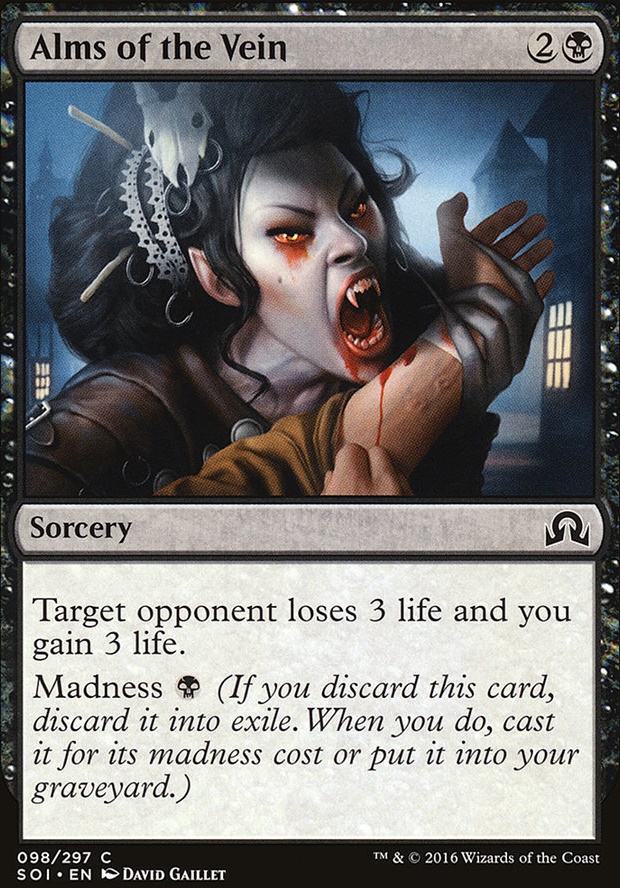 Alms of the Vein 2
Sorcery
Target opponent loses 3 life and you
gain 3 life.
Madness (If you discard this card,
discard it into exile. When you do, cast
it for its madness cost or put it into your
graveyard.)
098/297 C
SOI • EN DAVID GAILLET
™ & © 2016 Wizards of the Coast